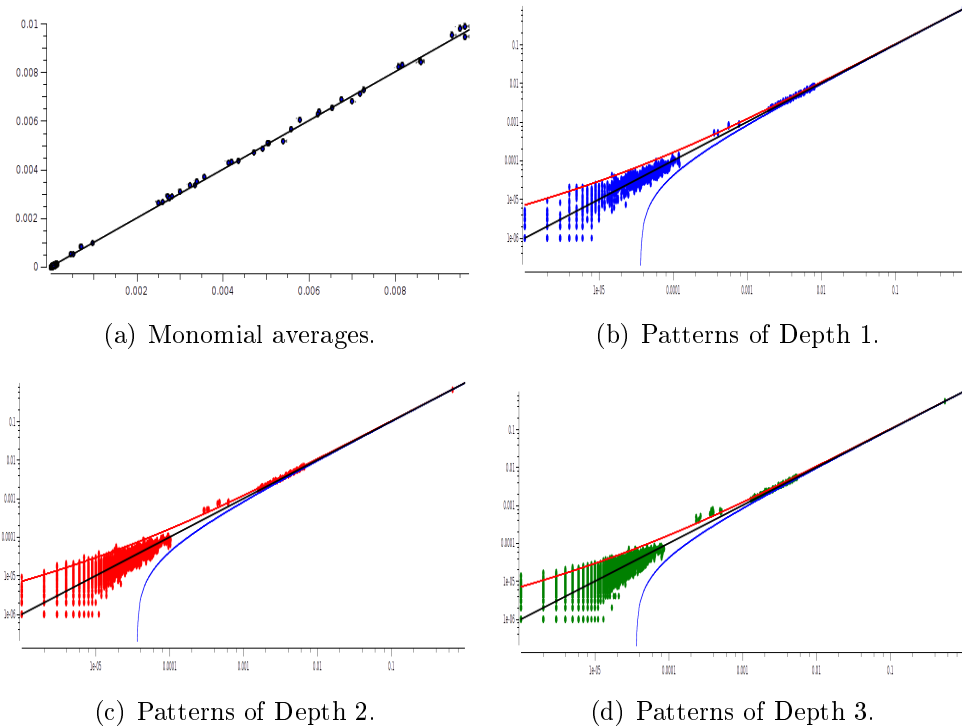 0.01
0.008
0.006
0.004
0.002
0
0.002 0.004 0.006 0.008
(a) Monomial averages.
0.1
0.01
0.001
0.0001
1e-05
1e-06
1e-05 0.0001 0.001 0.01 0.1
(b) Patterns of Depth 1.
0.1
0.01
0.001
0.0001
1e-05
1e-06
1e-05 0.0001 0.001 0.01 0.1
(c) Patterns of Depth 2.
0.1
0.01
0.001
0.0001
1e-05
1e-06
1e-05 0.0001 0.001 0.01 0.1
(d) Patterns of Depth 3.